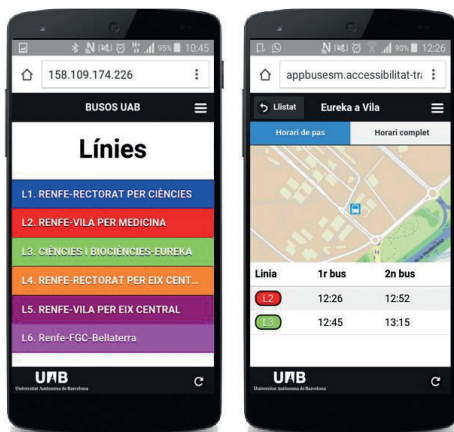 95% 10:45
158.109.174.226
BUSOS UAB
Línies
L1. RENFE-RECTORAT PER CIÈNCIES
L2. RENFE-VILA PER MEDICINA
L3. CIÈNCIES I BIOCIÈNCIES-EUREKA
L4. RENFE-RECTORAT PER EIX CENT...
L5. RENFE-VILA PER EIX CENTRAL
L6. Renfe-FGC-Bellaterra
UAB
Universitat Autònoma de Barcelona
90% 12:26
appbusesm.accessibilitat-tra
Llistat Eureka a Vila
Horari de pas Horari complet
Linia 1r bus 2n bus
L2 12:26 12:52
L3 12:45 13:15
UAB
Universitat Autònoma de Barcelona